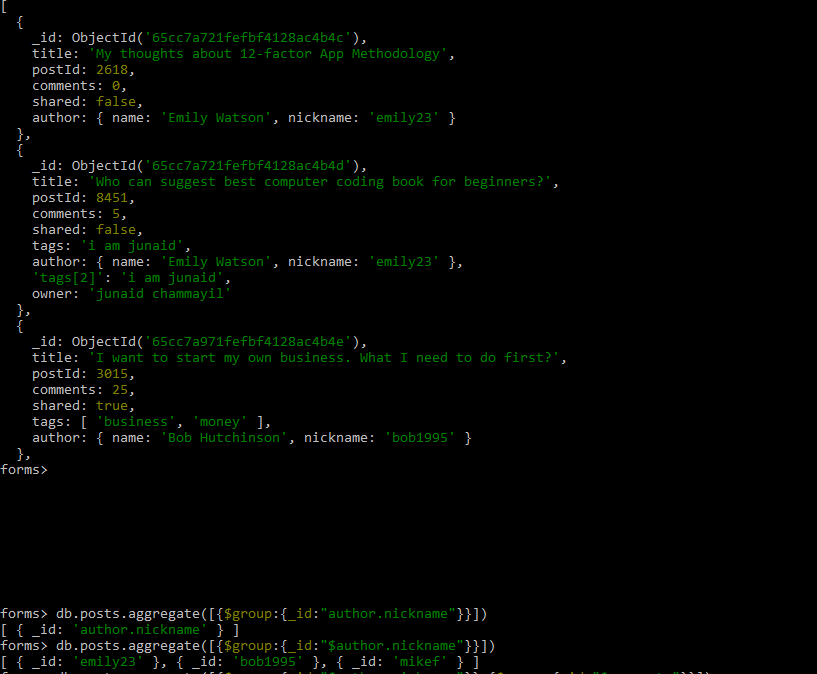 [
  {
    _id: ObjectId('65cc7a721fefbf4128ac4b4c'),
    title: 'My thoughts about 12-factor App Methodology',
    postId: 2618,
    comments: 0,
    shared: false,
    author: { name: 'Emily Watson', nickname: 'emily23' }
  },
  {
    _id: ObjectId('65cc7a721fefbf4128ac4b4d'),
    title: 'Who can suggest best computer coding book for beginners?',
    postId: 8451,
    comments: 5,
    shared: false,
    tags: 'i am junaid',
    author: { name: 'Emily Watson', nickname: 'emily23' },
    'tags[2]': 'i am junaid',
    owner: 'junaid chammayil'
  },
  {
    _id: ObjectId('65cc7a971fefbf4128ac4b4e'),
    title: 'I want to start my own business. What I need to do first?',
    postId: 3015,
    comments: 25,
    shared: true,
    tags: [ 'business', 'money' ],
    author: { name: 'Bob Hutchinson', nickname: 'bob1995' }
  },
forms>
forms> db.posts.aggregate([{$group:{_id:"author.nickname"}}])
[ { _id: 'author.nickname' } ]
forms> db.posts.aggregate([{$group:{_id:"$author.nickname"}}])
[ { _id: 'emily23' }, { _id: 'bob1995' }, { _id: 'mikef' } ]